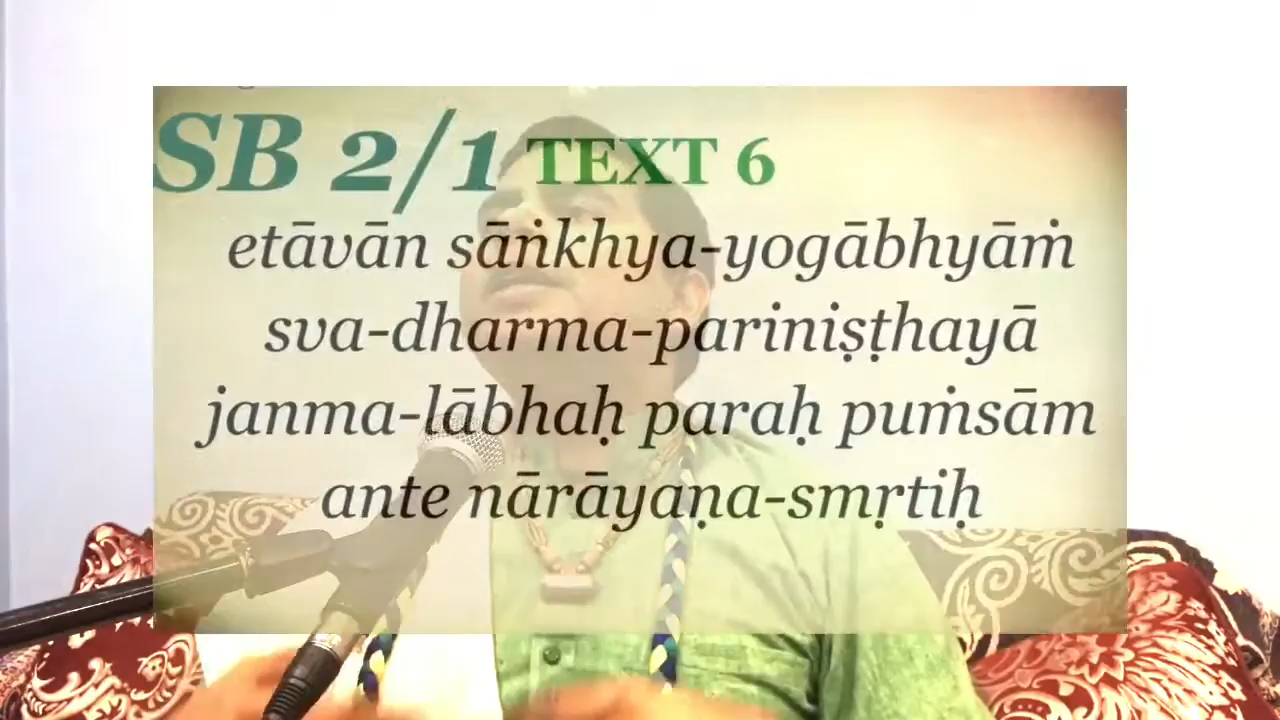 SB 2/1 TEXT 6
etāvān sāṅkhya-yogābhyāṁ
sva-dharma-pariniṣṭhayā
janma-lābhaḥ paraḥ puṁsām
ante nārāyaṇa-smṛtiḥ